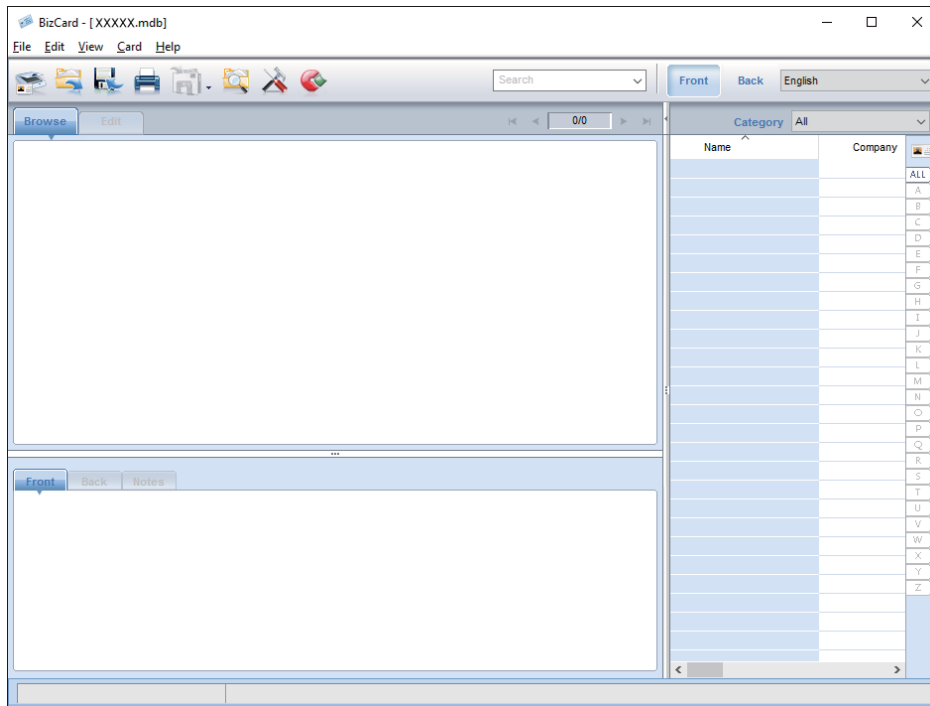 BizCard - [ XXXXX.mdb]
File Edit View Card Help
Search Front Back English
Browse Edit 0/0 Category All
Name Company
ALL
A
B
C
D
E
F
G
H
I
J
K
L
M
N
O
P
Q
R
S
T
U
V
W
X
Y
Z
Front Back Notes